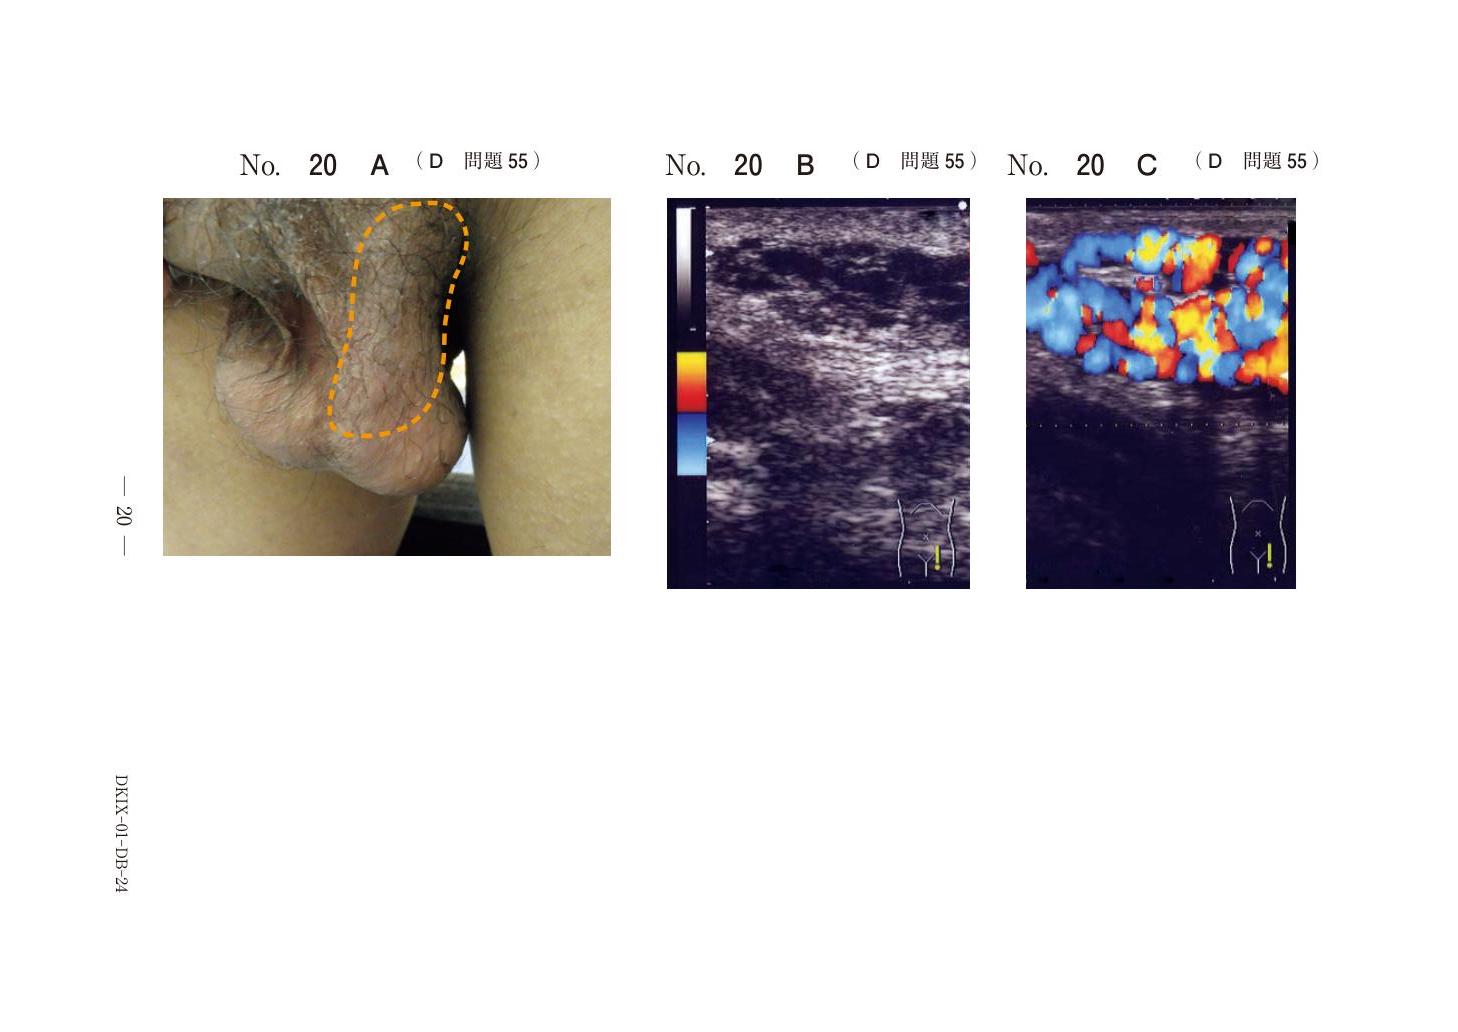 No. 20 A （D 問題 55）
No. 20 B （D 問題 55）
No. 20 C （D 問題 55）
— 20 —
DKIX-01-DB-24